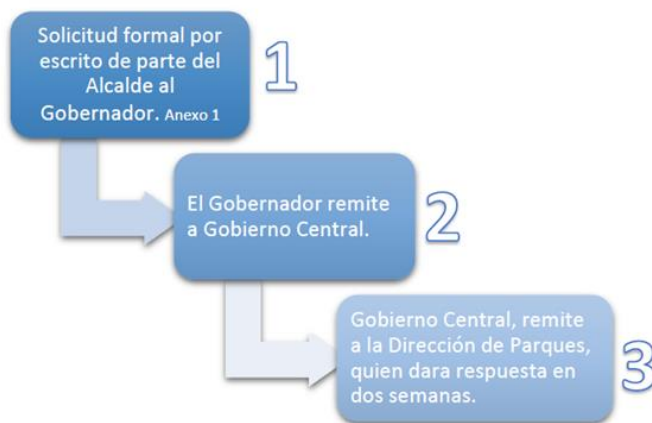 Solicitud formal por
escrito de parte del
Alcalde al
Gobernador. Anexo 1
1
El Gobernador remite
a Gobierno Central.
2
Gobierno Central, remite
a la Dirección de Parques,
quien dara respuesta en
dos semanas.
3